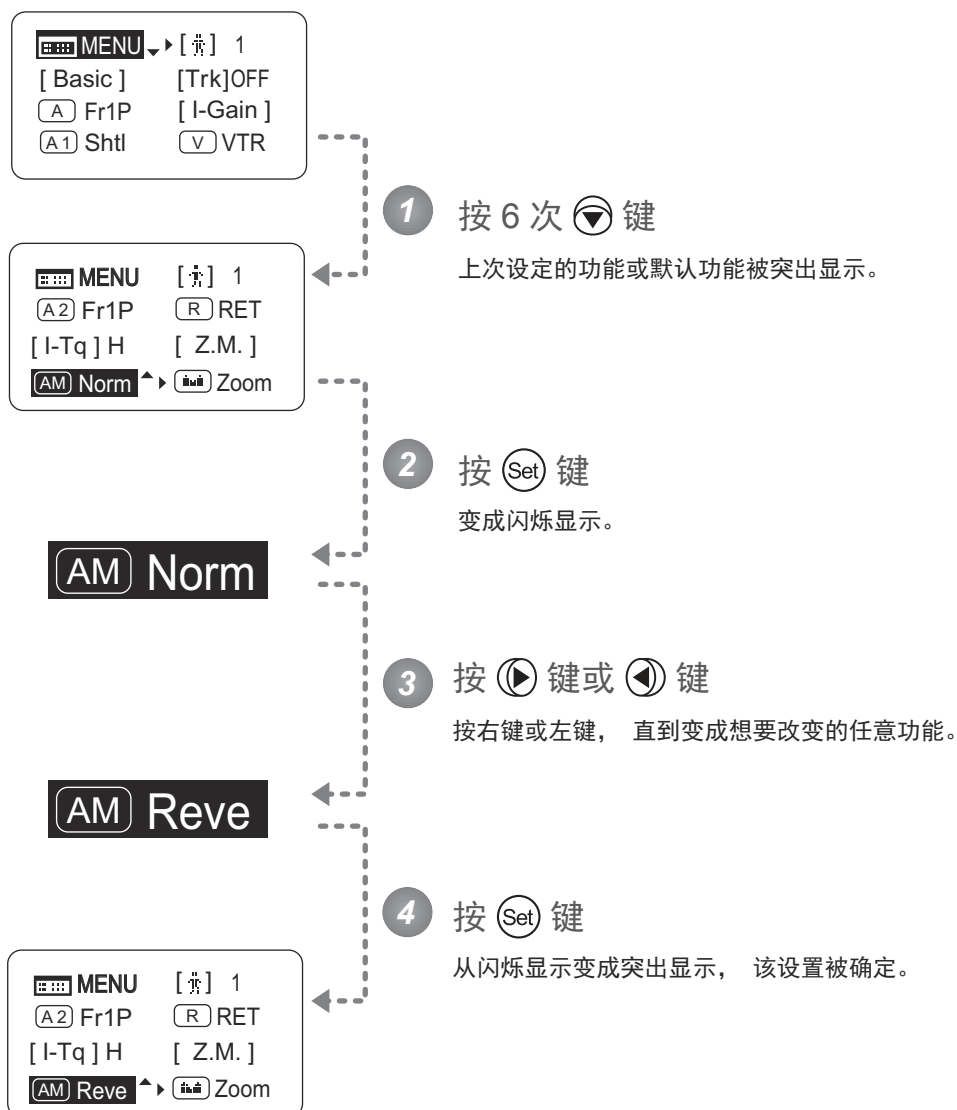 MENU [ ] 1
[ Basic ] [Trk]OFF
A Fr1P [ I-Gain ]
A1 Shtl V VTR
1 按 6 次 键
上次设定的功能或默认功能被突出显示。
MENU [ ] 1
A2 Fr1P R RET
[ I-Tq ] H [ Z.M. ]
AM Norm Zoom
2 按 Set 键
变成闪烁显示。
AM Norm
3 按 键或 键
按右键或左键, 直到变成想要改变的任意功能。
AM Reve
4 按 Set 键
从闪烁显示变成突出显示, 该设置被确定。
MENU [ ] 1
A2 Fr1P R RET
[ I-Tq ] H [ Z.M. ]
AM Reve Zoom